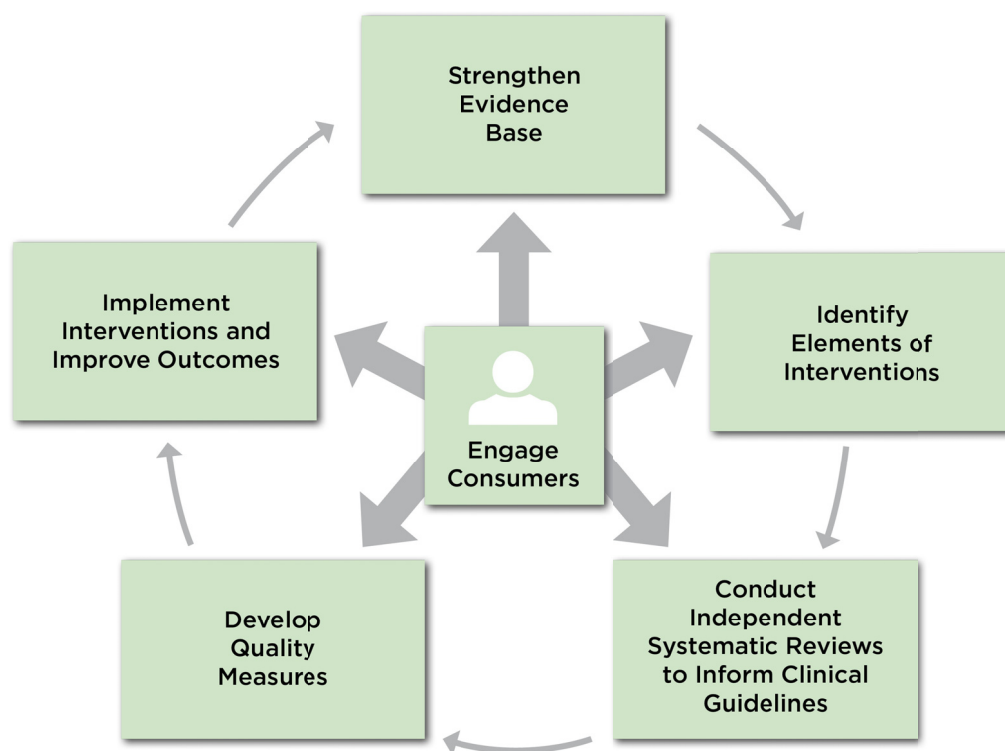 Strengthen
Evidence
Base
Implement
Interventions and
Improve Outcomes
Identify
Elements of
Interventions
Engage
Consumers
Develop
Quality
Measures
Conduct
Independent
Systematic Reviews
to Inform Clinical
Guidelines